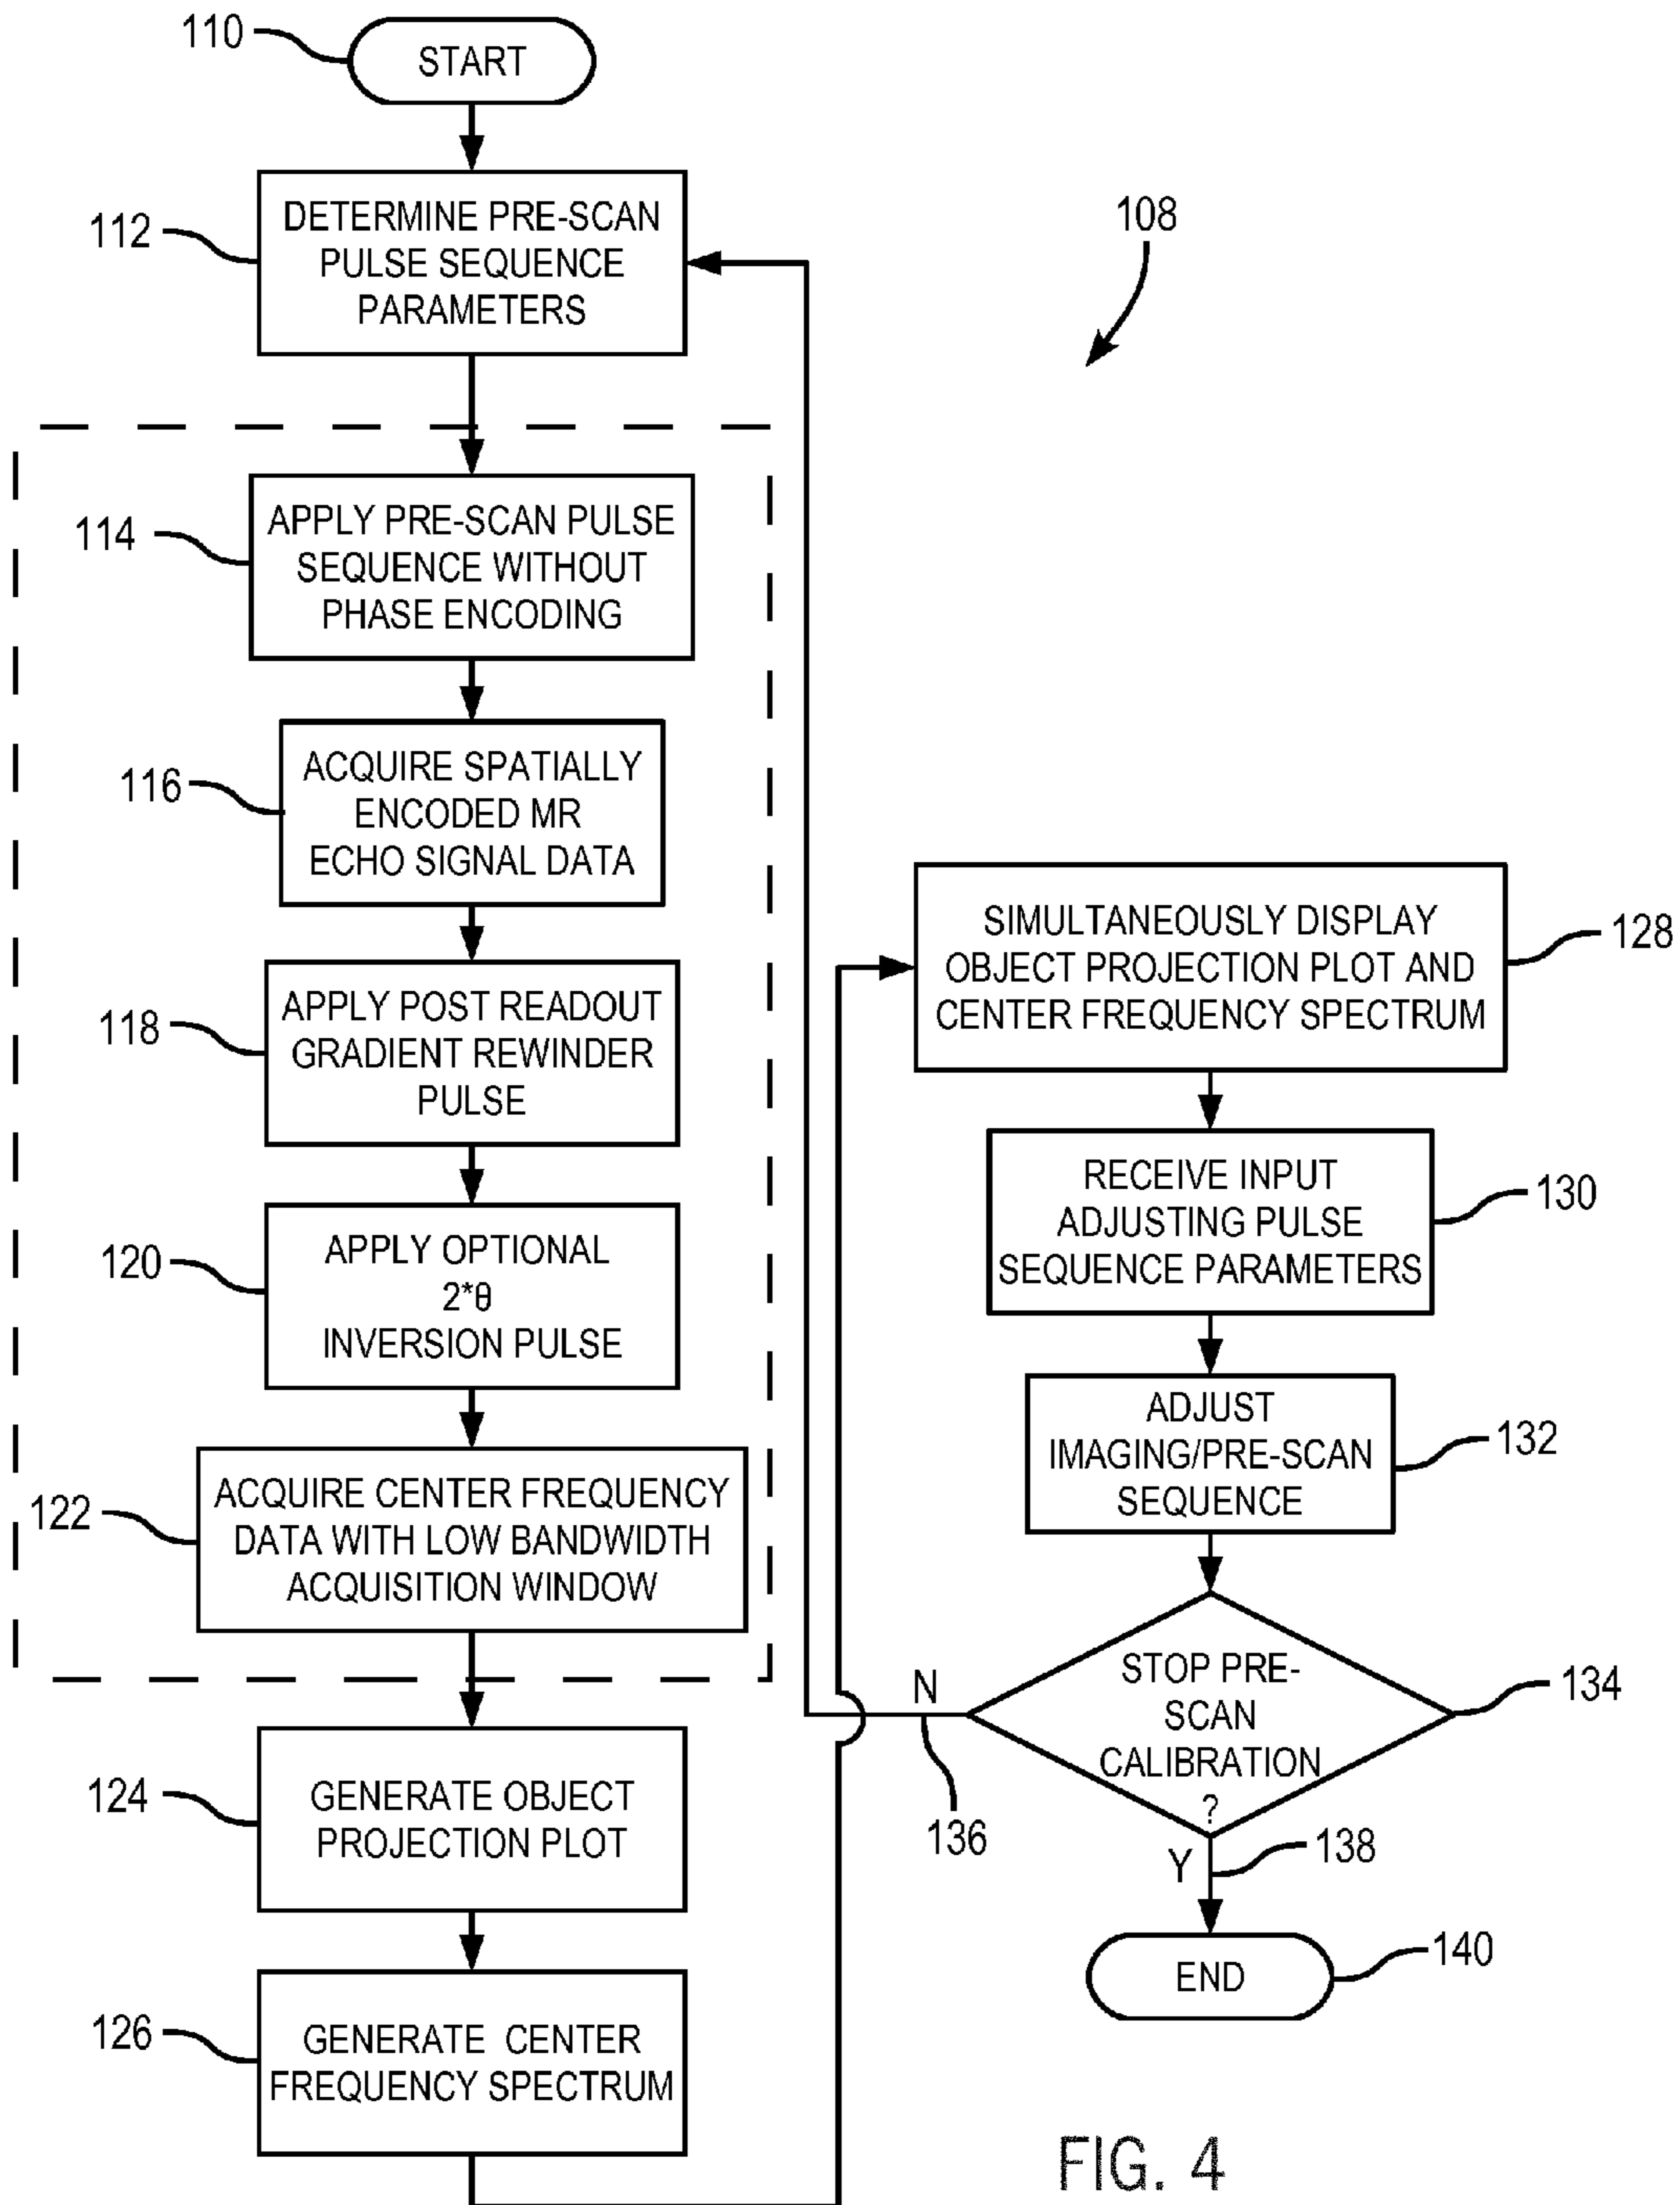 110
START
112
DETERMINE PRE-SCAN
PULSE SEQUENCE
PARAMETERS
108
114
APPLY PRE-SCAN PULSE
SEQUENCE WITHOUT
PHASE ENCODING
116
ACQUIRE SPATIALLY
ENCODED MR
ECHO SIGNAL DATA
118
APPLY POST READOUT
GRADIENT REWINDER
PULSE
120
APPLY OPTIONAL
2*θ
INVERSION PULSE
122
ACQUIRE CENTER FREQUENCY
DATA WITH LOW BANDWIDTH
ACQUISITION WINDOW
124
GENERATE OBJECT
PROJECTION PLOT
126
GENERATE CENTER
FREQUENCY SPECTRUM
SIMULTANEOUSLY DISPLAY
OBJECT PROJECTION PLOT AND
CENTER FREQUENCY SPECTRUM
128
RECEIVE INPUT
ADJUSTING PULSE
SEQUENCE PARAMETERS
130
ADJUST
IMAGING/PRE-SCAN
SEQUENCE
132
STOP PRE-
SCAN
CALIBRATION
?
134
N
136
Y
138
END
140
FIG. 4